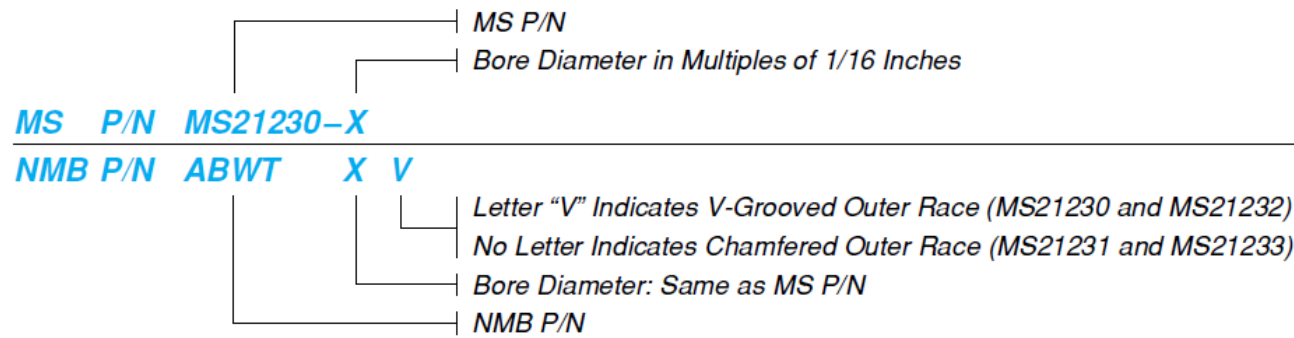 MS P/N
Bore Diameter in Multiples of 1/16 Inches
MS P/N MS21230–X
NMB P/N ABWT X V
Letter “V” Indicates V-Grooved Outer Race (MS21230 and MS21232)
No Letter Indicates Chamfered Outer Race (MS21231 and MS21233)
Bore Diameter: Same as MS P/N
NMB P/N